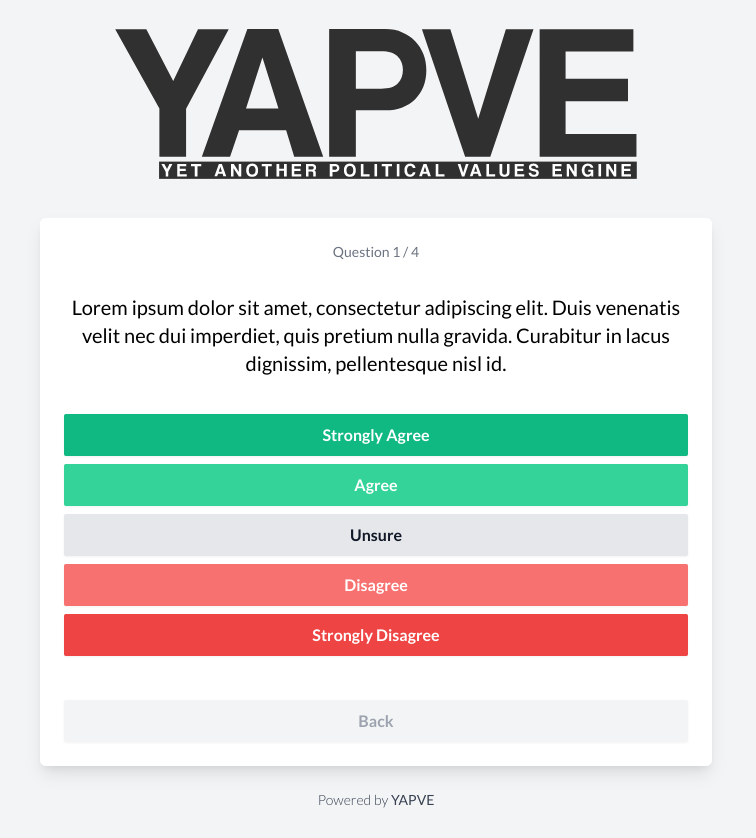 YAPVE
YET ANOTHER POLITICAL VALUES ENGINE
Question 1 / 4
Lorem ipsum dolor sit amet, consectetur adipiscing elit. Duis venenatis
velit nec dui imperdiet, quis pretium nulla gravida. Curabitur in lacus
dignissim, pellentesque nisl id.
Strongly Agree
Agree
Unsure
Disagree
Strongly Disagree
Back
Powered by YAPVE